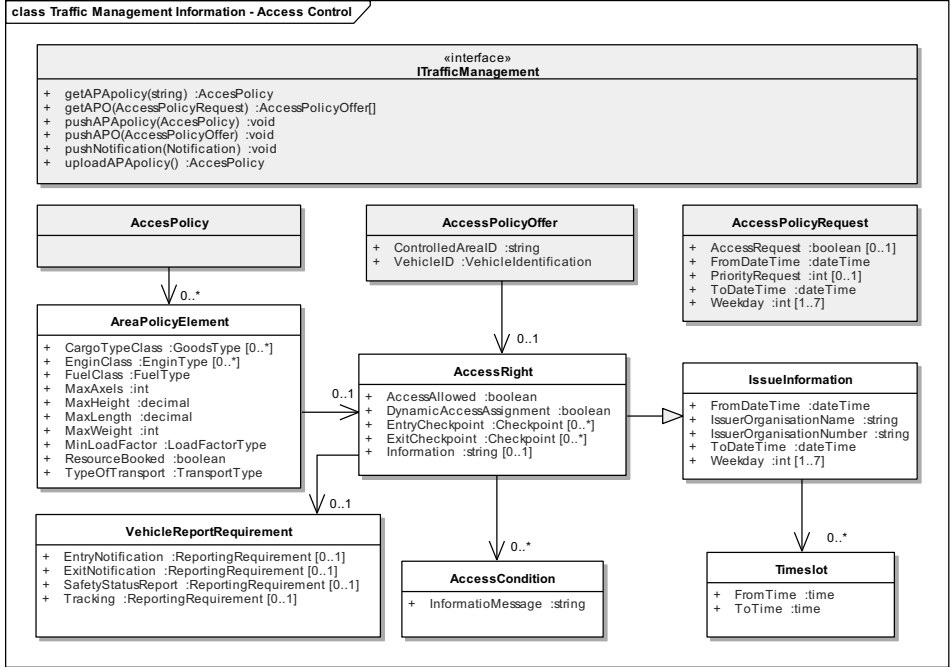 class Traffic Management Information - Access Control
«interface»
ITrafficManagement
+ getAPApolicy(string) :AccesPolicy
+ getAPO(AccessPolicyRequest) :AccessPolicyOffer[]
+ pushAPApolicy(AccesPolicy) :void
+ pushAPO(AccessPolicyOffer) :void
+ pushNotification(Notification) :void
+ uploadAPApolicy() :AccesPolicy
AccesPolicy
0..*
AccessPolicyOffer
+ ControlledAreaID :string
+ VehicleID :VehicleIdentification
0..1
AccessPolicyRequest
+ AccessRequest :boolean [0..1]
+ FromDateTime :dateTime
+ PriorityRequest :int [0..1]
+ ToDateTime :dateTime
+ Weekday :int [1..7]
AreaPolicyElement
+ CargoTypeClass :GoodsType [0..*]
+ EnginClass :EnginType [0..*]
+ FuelClass :FuelType
+ MaxAxels :int
+ MaxHeight :decimal
+ MaxLength :decimal
+ MaxWeight :int
+ MinLoadFactor :LoadFactorType
+ ResourceBooked :boolean
+ TypeOfTransport :TransportType
0..1
AccessRight
+ AccessAllowed :boolean
+ DynamicAccessAssignment :boolean
+ EntryCheckpoint :Checkpoint [0..*]
+ ExitCheckpoint :Checkpoint [0..*]
+ Information :string [0..1]
IssueInformation
+ FromDateTime :dateTime
+ IssuerOrganisationName :string
+ IssuerOrganisationNumber :string
+ ToDateTime :dateTime
+ Weekday :int [1..7]
0..1
0..*
0..*
VehicleReportRequirement
+ EntryNotification :ReportingRequirement [0..1]
+ ExitNotification :ReportingRequirement [0..1]
+ SafetyStatusReport :ReportingRequirement [0..1]
+ Tracking :ReportingRequirement [0..1]
AccessCondition
+ InformatioMessage :string
Timeslot
+ FromTime :time
+ ToTime :time